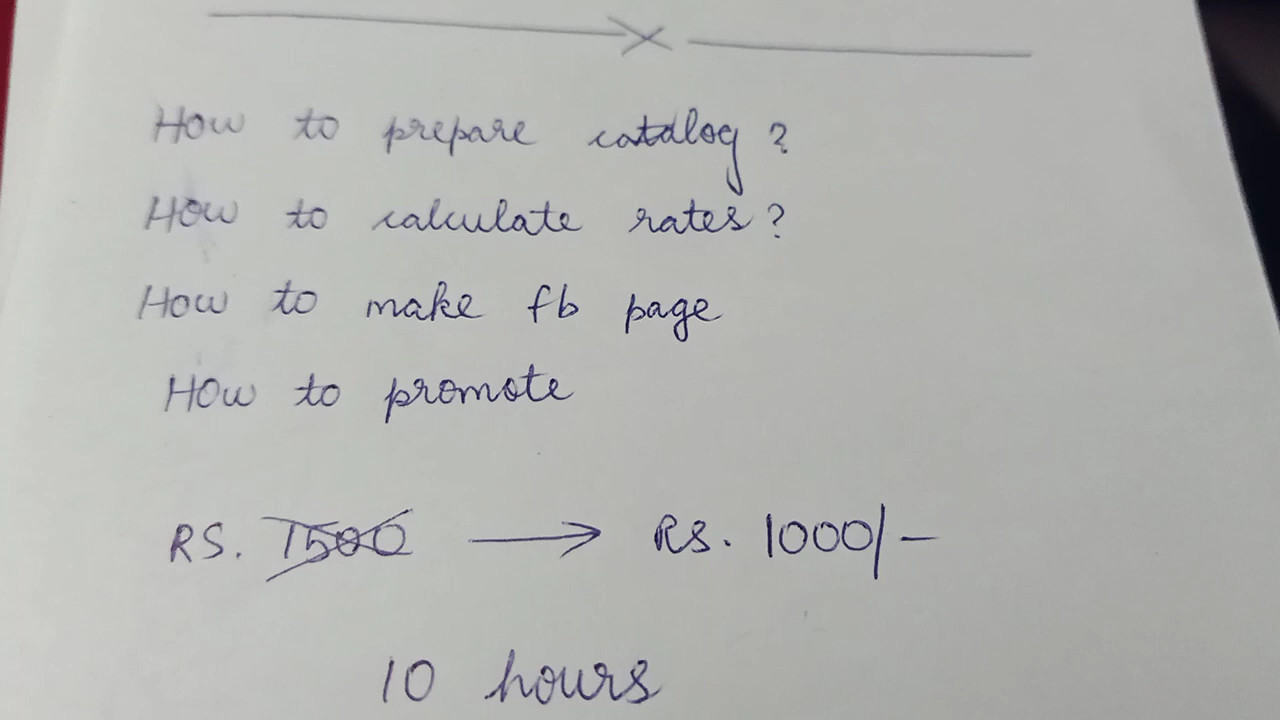 How to prepare catalog?
How to calculate rates?
How to make fb page
How to promote
RS. 1500 → RS. 1000/-
10 hours